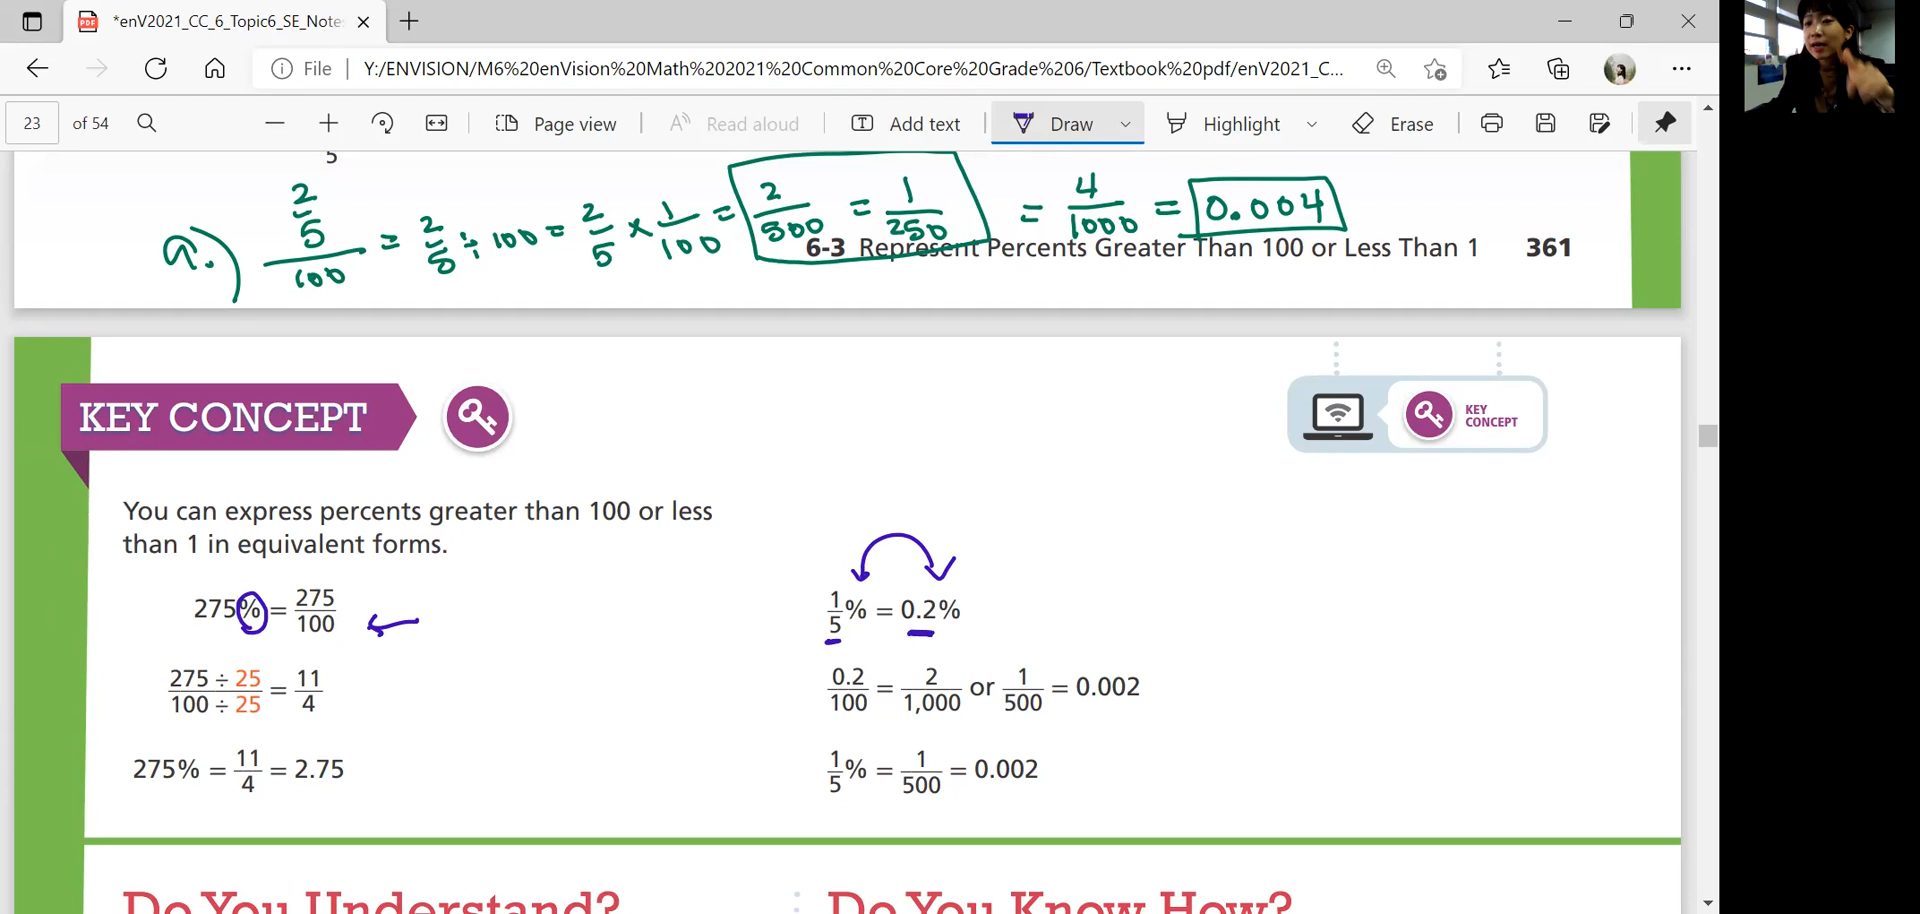 *enV2021_CC_6_Topic6_SE_Note
File
Y:/ENVISION/M6%20enVision%20Math%202021%20Common%20Core%20Grade%206/Textbook%20pdf/enV2021_C...
23 of 54
Page view
Read aloud
Add text
Draw
Highlight
Erase
5
a.) 2/5/100 = 2/5 ÷ 100 = 2/5 × 1/100 = 2/500 = 1/250 = 4/1000 = 0.004
6-3 Represent Percents Greater Than 100 or Less Than 1 361
KEY CONCEPT
KEY CONCEPT
You can express percents greater than 100 or less
than 1 in equivalent forms.
275% = 275/100
275 ÷ 25/100 ÷ 25 = 11/4
275% = 11/4 = 2.75
1/5% = 0.2%
0.2/100 = 2/1,000 or 1/500 = 0.002
1/5% = 1/500 = 0.002
Do You Understand?
Do You Know How?